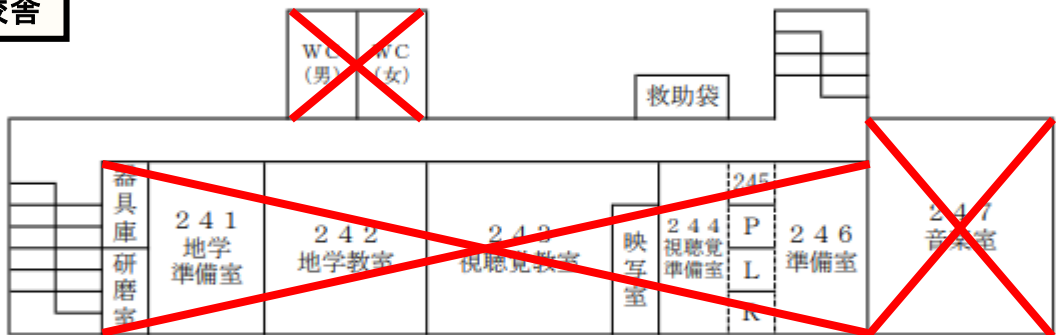 校舎
WC
(男)
WC
(女)
救助袋
器具庫
研磨室
241
地学
準備室
242
地学教室
243
視聴覚教室
映写室
244
視聴覚
準備室
245
P
L
R
246
準備室
247
音楽室